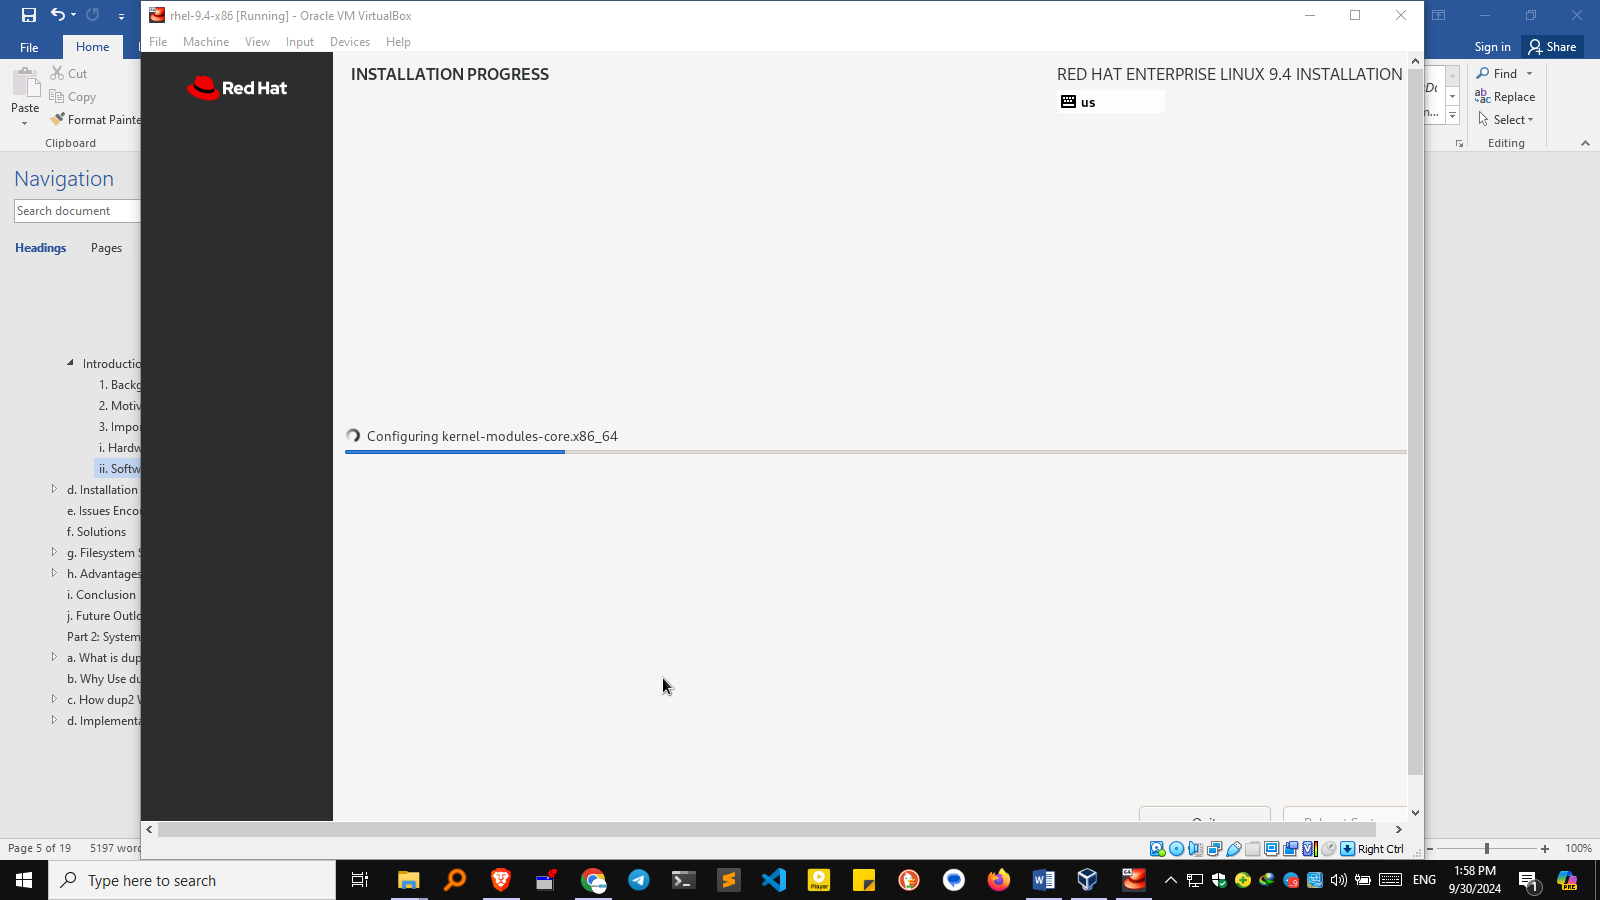 rhel-9.4-x86 [Running] - Oracle VM VirtualBox
File Machine View Input Devices Help
File Home
Sign in Share
Cut
Copy
Paste
Format Painte
Clipboard
Find
Replace
Select
Editing
Red Hat
INSTALLATION PROGRESS
RED HAT ENTERPRISE LINUX 9.4 INSTALLATION
us
Navigation
Search document
Headings Pages
Introductio
1. Backg
2. Motiv
3. Impor
i. Hardw
ii. Softw
d. Installation
e. Issues Encou
f. Solutions
g. Filesystem S
h. Advantages
i. Conclusion
j. Future Outlo
Part 2: System
a. What is dup
b. Why Use du
c. How dup2 W
d. Implementa
Configuring kernel-modules-core.x86_64
Right Ctrl
Page 5 of 19 5197 word
100%
Type here to search
ENG
1:58 PM
9/30/2024
1